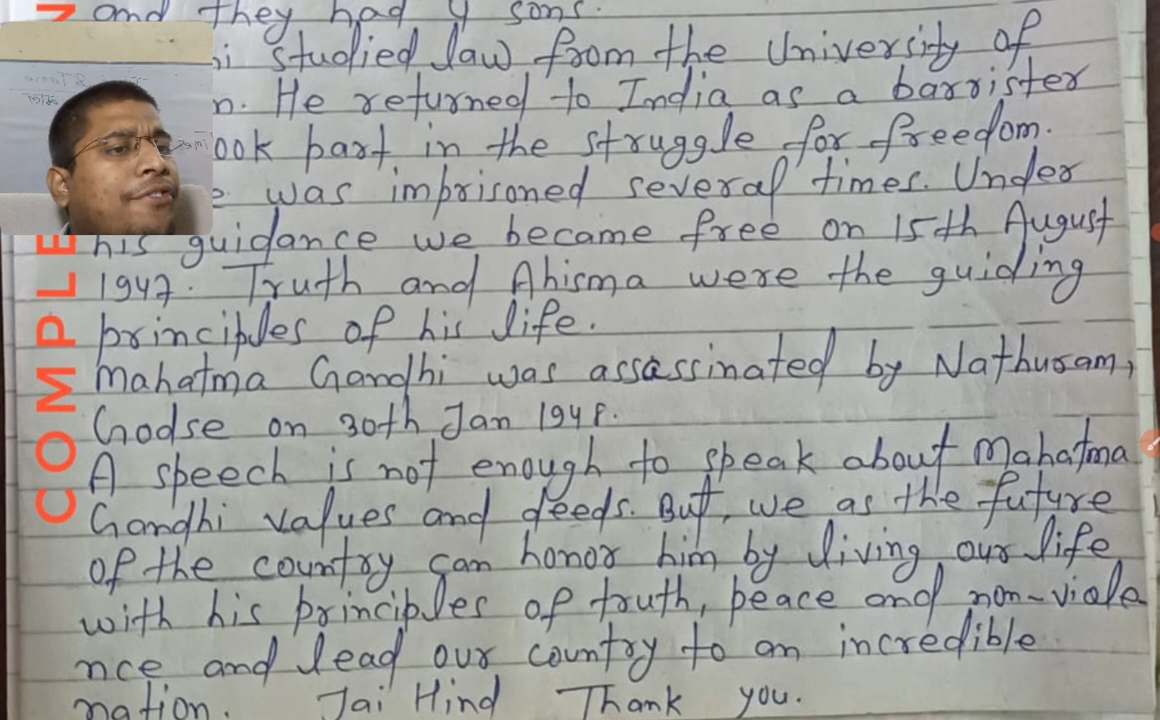 and they had 4 sons.
studied law from the University of
He returned to India as a barrister
part in the struggle for freedom.
was imprisoned several times. Under
his guidance we became free on 15th August
1947. Truth and Ahisma were the guiding
principles of his life.
Mahatma Gandhi was assassinated by Nathuram,
Godse on 30th Jan 1948.
A speech is not enough to speak about Mahatma
Gandhi values and deeds. But, we as the future
of the country can honor him by living our life
with his principles of truth, peace and non-viole
nce and lead our country to an incredible
nation. Jai Hind Thank you.
COMPLE